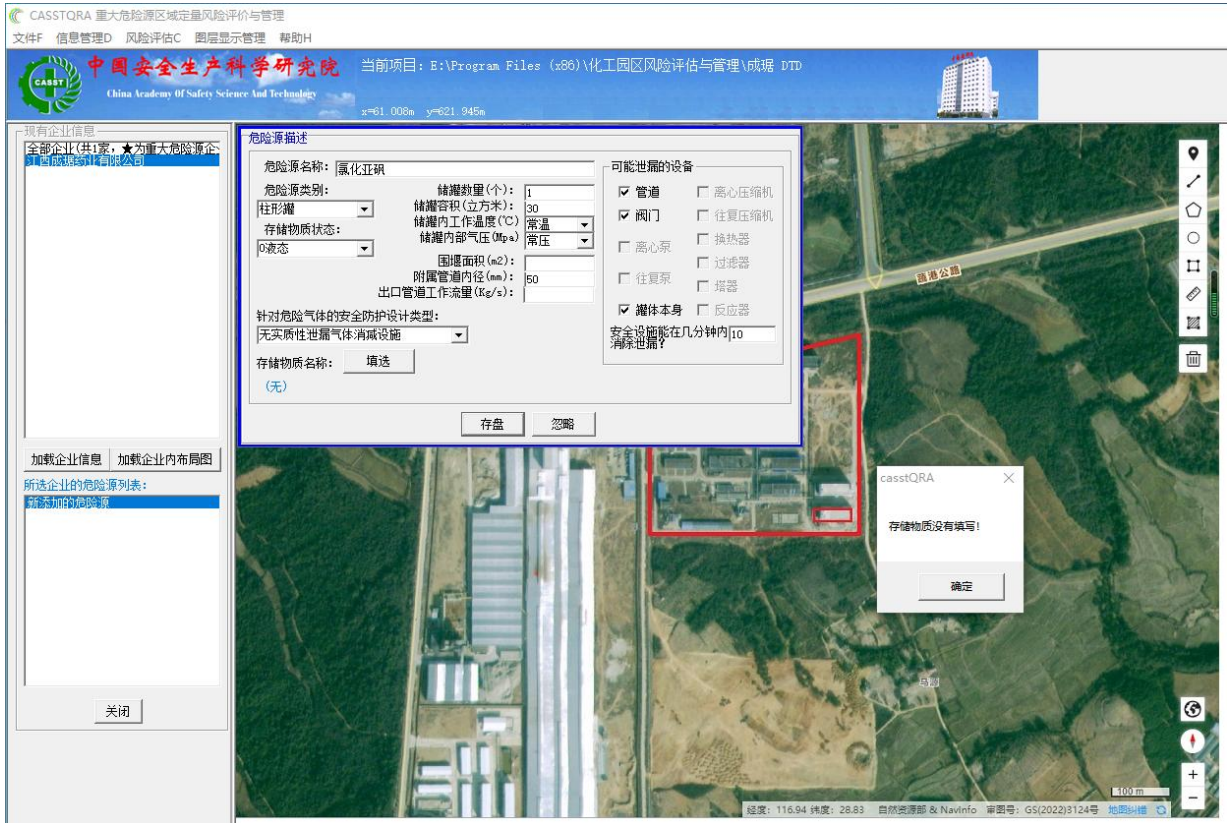 CASSTQRA 重大危险源区域定量风险评价与管理
文件F 信息管理D 风险评估C 图层显示管理 帮助H
CASST
中国安全生产科学研究院
China Academy Of Safety Science And Technology
当前项目：E:\Program Files (x86)\化工园区风险评估与管理\成琚 DTD
x=61.008m y=621.945m
现有企业信息
全部企业(共1家，★为重大危险源企
江西成琚药业有限公司
加载企业信息 加载企业内布局图
所选企业的危险源列表：
新添加的危险源
关闭
危险源描述
危险源名称： 氯化亚砜
危险源类别：
柱形罐
存储物质状态：
0液态
储罐数量(个)： 1
储罐容积(立方米)： 30
储罐内工作温度(℃) 常温
储罐内部气压(Mpa) 常压
围堰面积(m2)：
附属管道内径(mm)： 50
出口管道工作流量(Kg/s)：
针对危险气体的安全防护设计类型：
无实质性泄漏气体消减设施
存储物质名称： 填选
(无)
可能泄漏的设备
管道 离心压缩机
阀门 往复压缩机
离心泵 换热器
过滤器
往复泵 塔器
罐体本身 反应器
安全设施能在几分钟内消除泄漏？ 10
存盘 忽略
疏港公路
casstQRA
存储物质没有填写!
确定
100 m
经度：116.94 纬度：28.83 自然资源部 & NavInfo 审图号：GS(2022)3124号 地图纠错